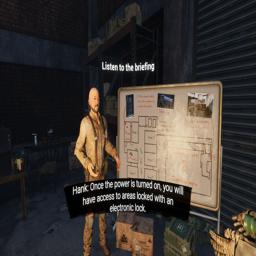 Listen to the briefing
Hank: Once the power is turned on, you will
have access to areas locked with an
electronic lock.